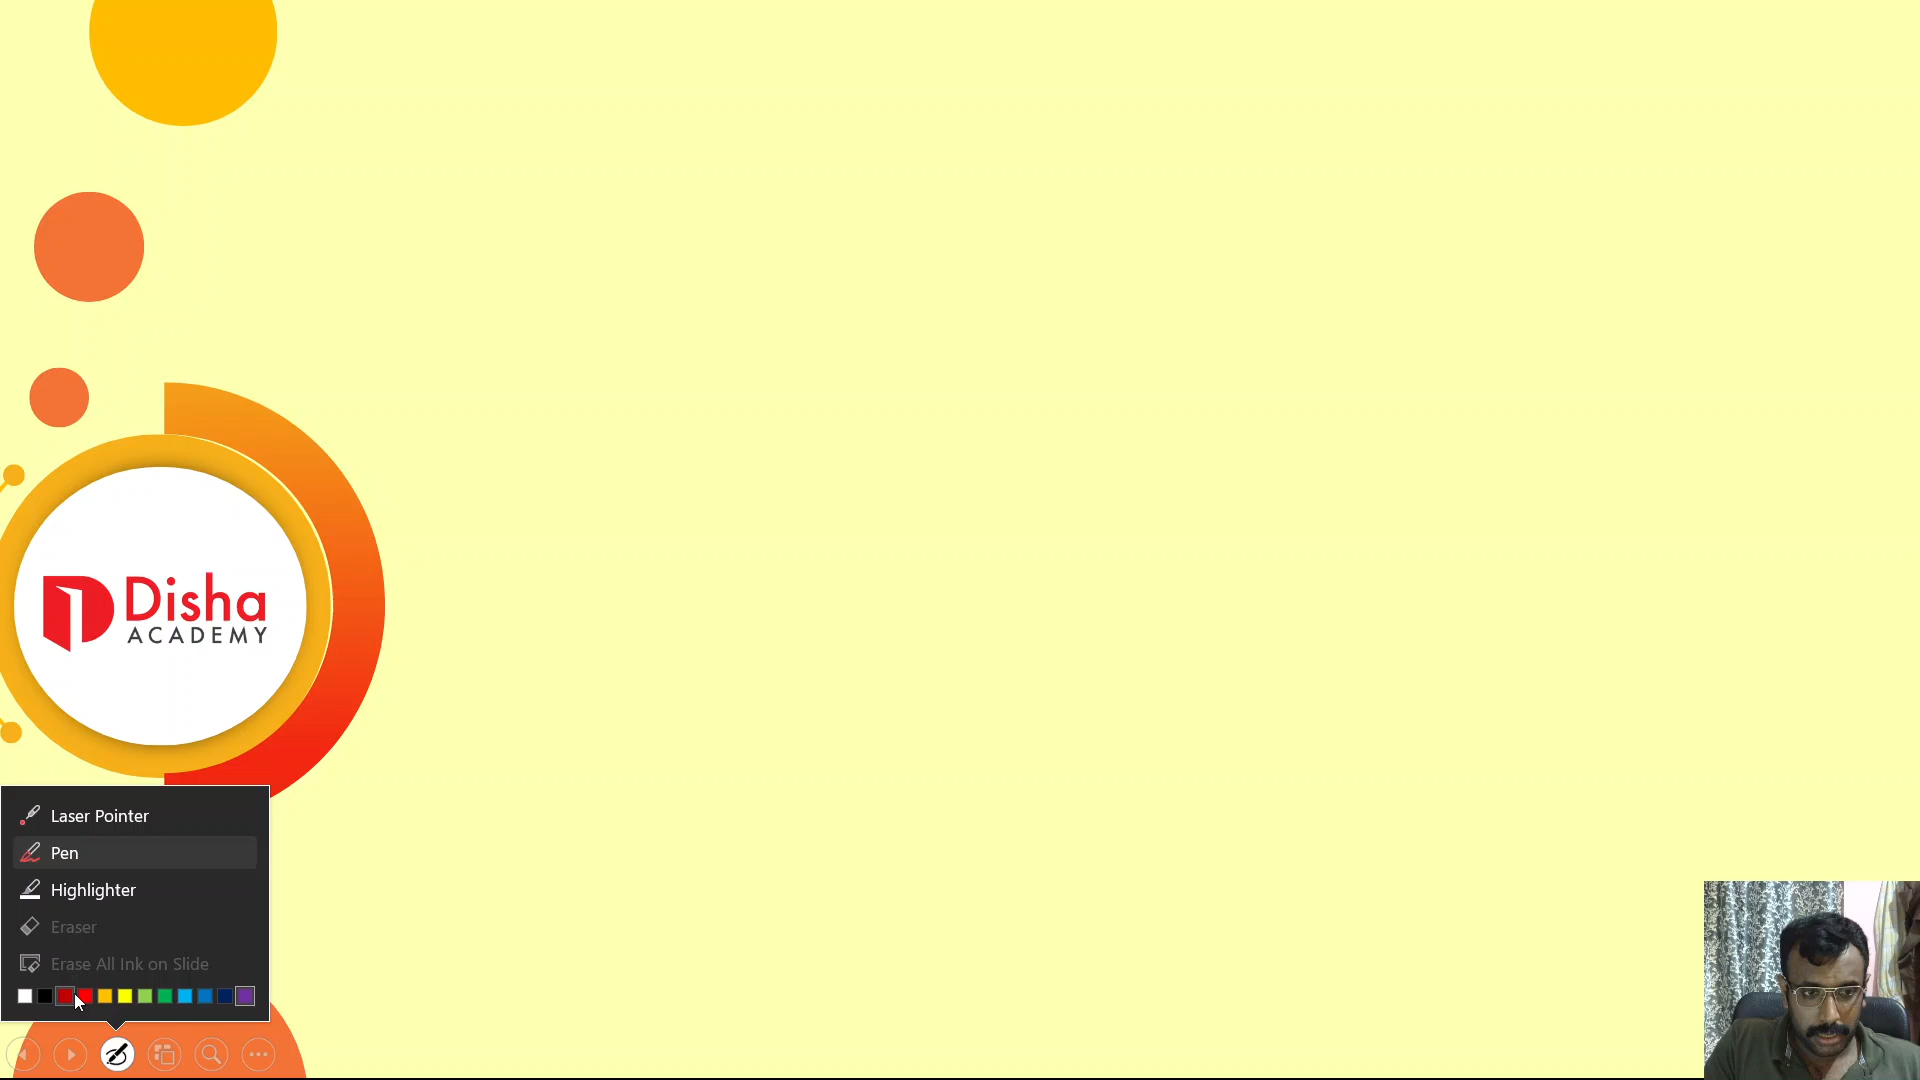 Disha
ACADEMY
Laser Pointer
Pen
Highlighter
Eraser
Erase All Ink on Slide